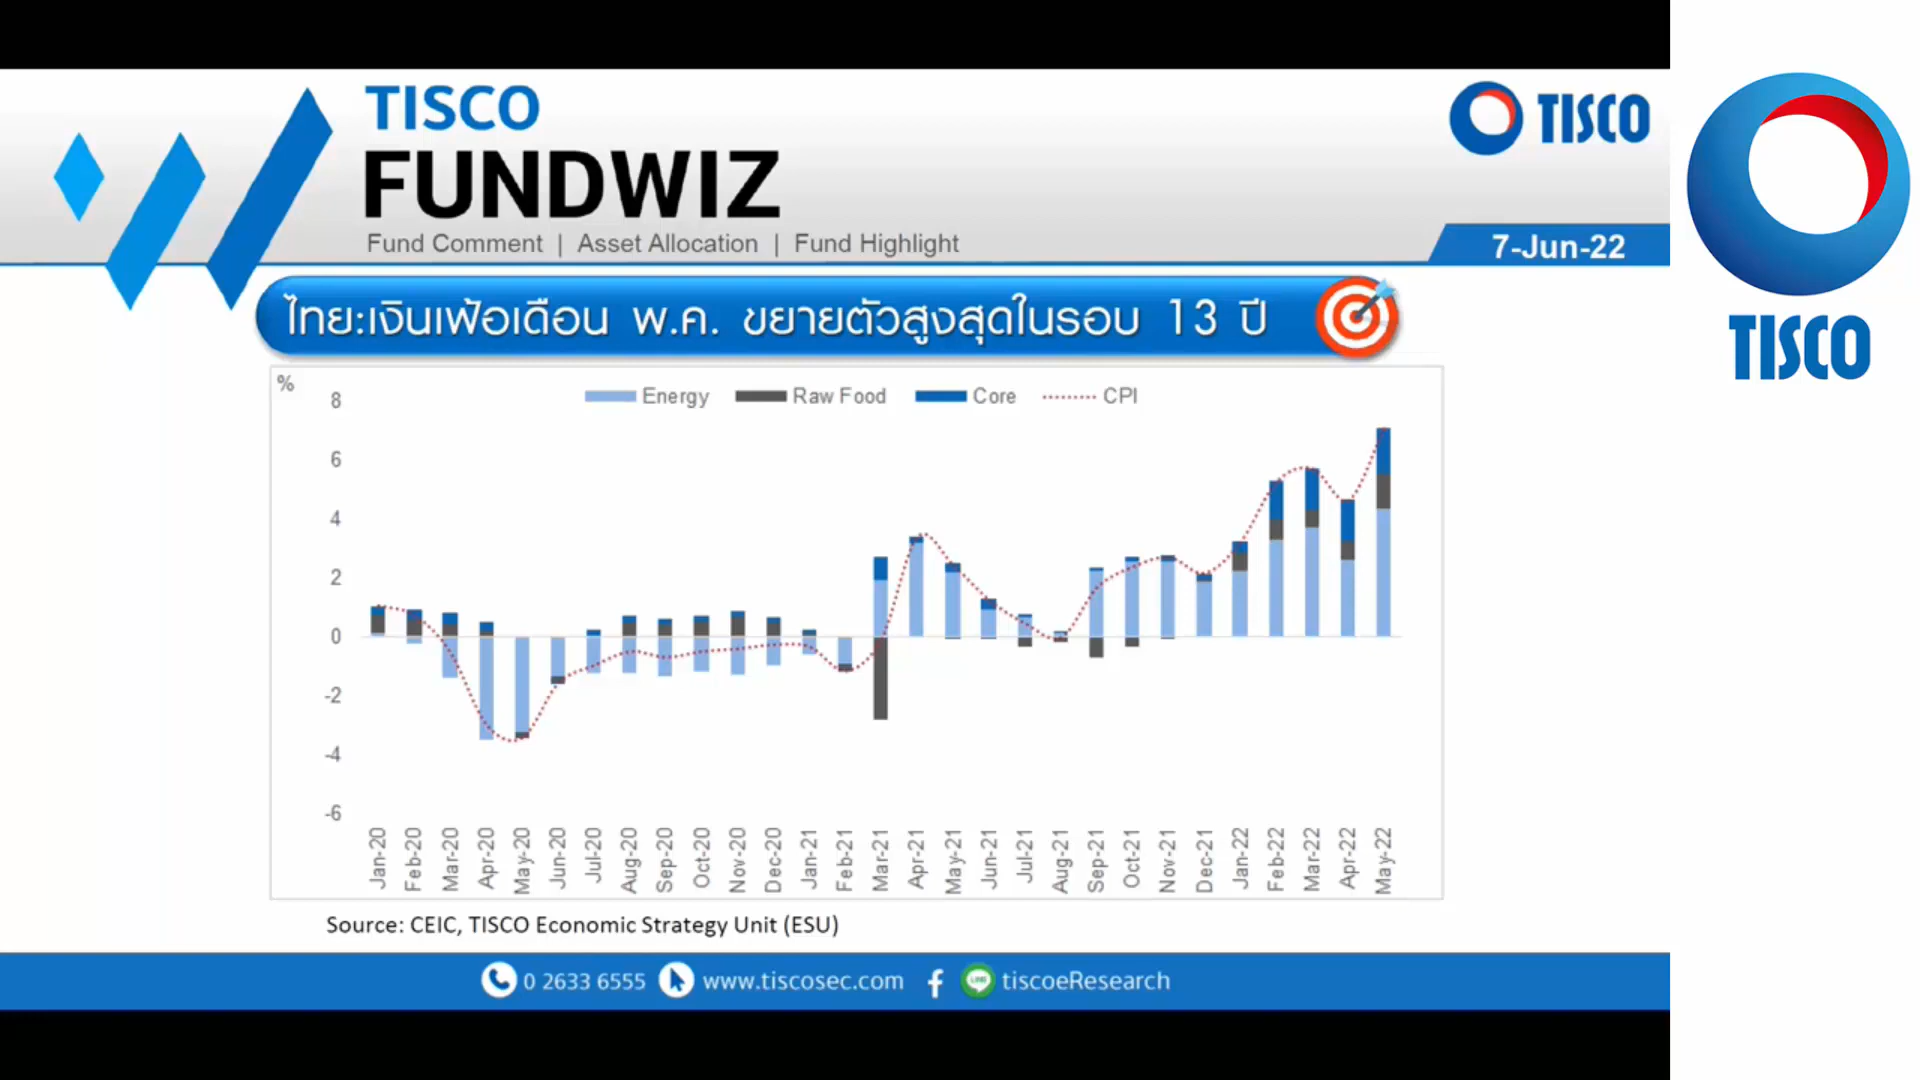 TISCO
FUNDWIZ
Fund Comment | Asset Allocation | Fund Highlight
TISCO
7-Jun-22
TISCO
ไทย:เงินเฟ้อเดือน พ.ค. ขยายตัวสูงสุดในรอบ 13 ปี
%
Energy Raw Food Core CPI
8
6
4
2
0
-2
-4
-6
Jan-20 Feb-20 Mar-20 Apr-20 May-20 Jun-20 Jul-20 Aug-20 Sep-20 Oct-20 Nov-20 Dec-20 Jan-21 Feb-21 Mar-21 Apr-21 May-21 Jun-21 Jul-21 Aug-21 Sep-21 Oct-21 Nov-21 Dec-21 Jan-22 Feb-22 Mar-22 Apr-22 May-22
Source: CEIC, TISCO Economic Strategy Unit (ESU)
0 2633 6555 www.tiscosec.com f LINE tiscoeResearch